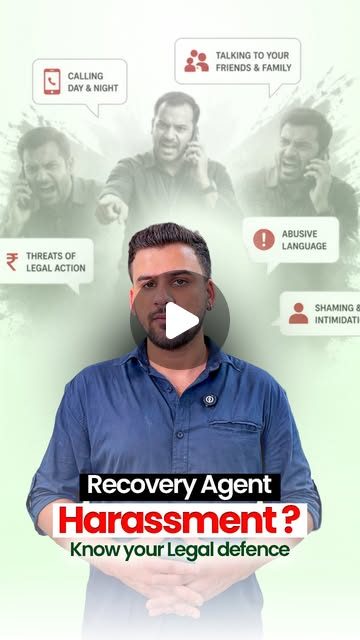 CALLING
DAY & NIGHT
TALKING TO YOUR
FRIENDS & FAMILY
₹ THREATS OF
LEGAL ACTION
! ABUSIVE
LANGUAGE
SHAMING &
INTIMIDATI
Recovery Agent
Harassment ?
Know your Legal defence